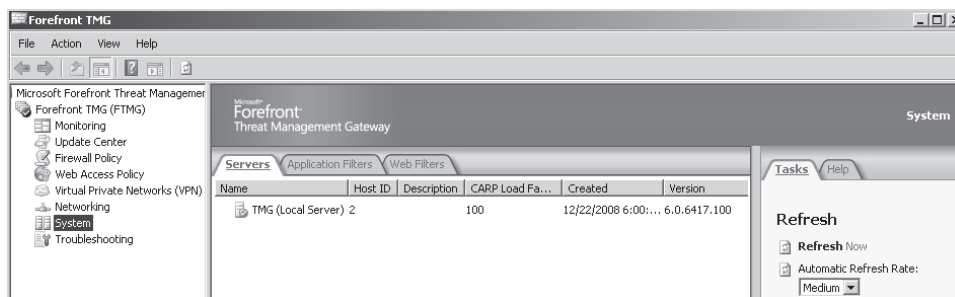 Forefront TMG
File Action View Help
Microsoft Forefront Threat Managemer
Forefront TMG (FTMG)
Monitoring
Update Center
Firewall Policy
Web Access Policy
Virtual Private Networks (VPN)
Networking
System
Troubleshooting
Microsoft
Forefront
Threat Management Gateway
System
Servers Application Filters Web Filters
Name Host ID Description CARP Load Fa... Created Version
TMG (Local Server) 2 100 12/22/2008 6:00:... 6.0.6417.100
Tasks Help
Refresh
Refresh Now
Automatic Refresh Rate:
Medium